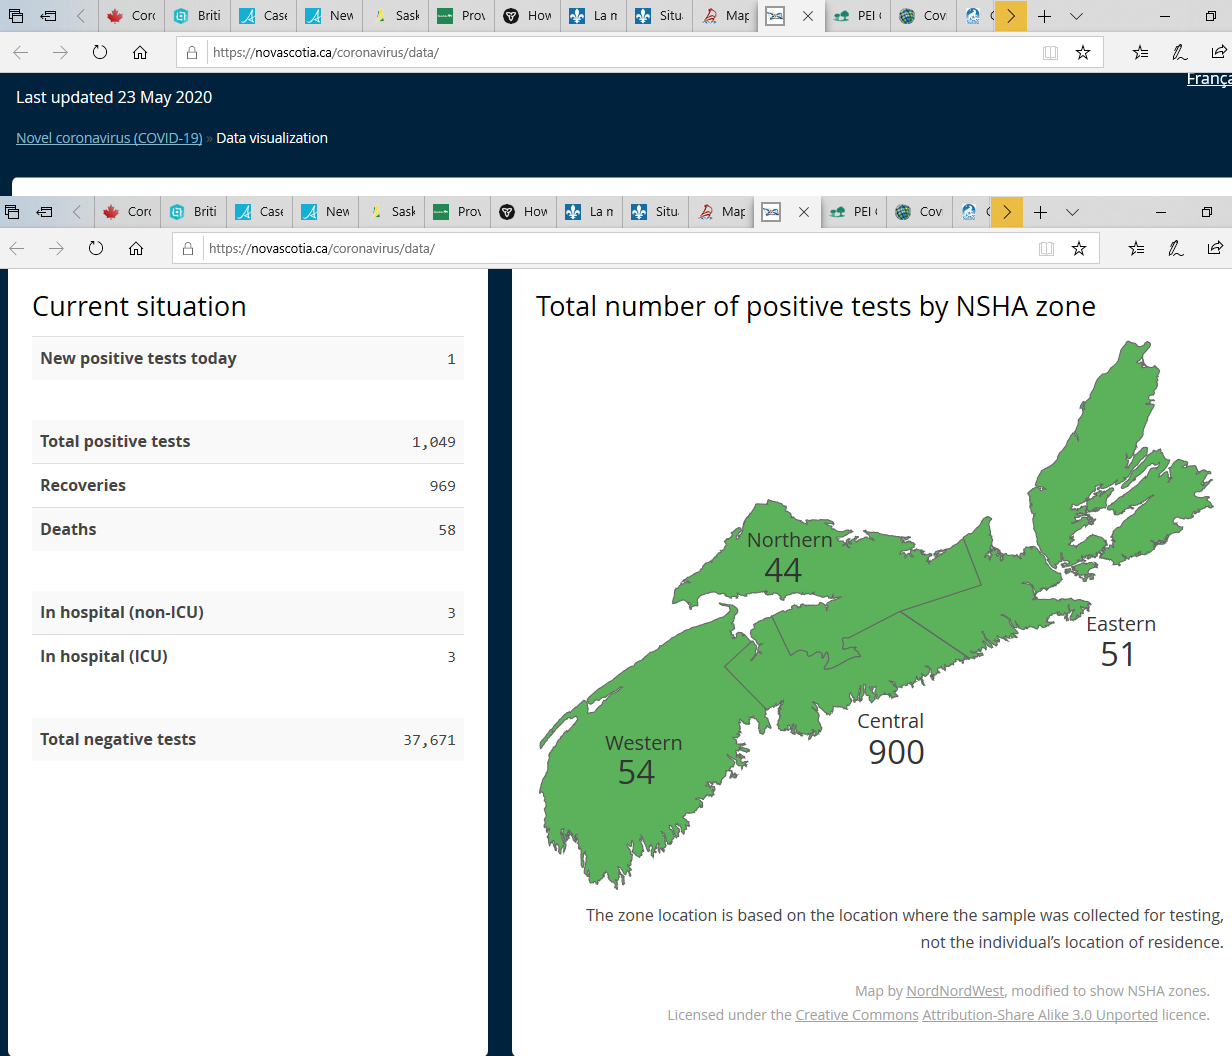 Corc
Briti
Case
New
Sask
Prov
How
La n
Situ
Map
PEI
Cov
https://novascotia.ca/coronavirus/data/
Last updated 23 May 2020
França
Novel coronavirus (COVID-19) » Data visualization
Corc
Briti
Case
New
Sask
Prov
How
La n
Situ
Map
PEI
Cov
https://novascotia.ca/coronavirus/data/
Current situation
New positive tests today 1
Total positive tests 1,049
Recoveries 969
Deaths 58
In hospital (non-ICU) 3
In hospital (ICU) 3
Total negative tests 37,671
Total number of positive tests by NSHA zone
Northern
44
Eastern
51
Central
900
Western
54
The zone location is based on the location where the sample was collected for testing,
not the individual’s location of residence.
Map by NordNordWest, modified to show NSHA zones.
Licensed under the Creative Commons Attribution-Share Alike 3.0 Unported licence.